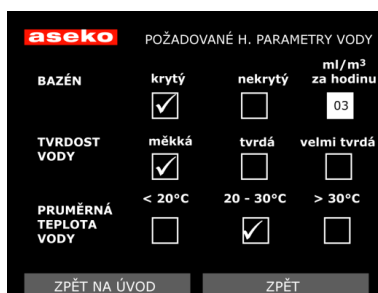 aseko POŽADOVANÉ H. PARAMETRY VODY
ml/m³
BAZÉN krytý nekrytý za hodinu
03
TVRDOST měkká tvrdá velmi tvrdá
VODY
< 20°C 20 - 30°C > 30°C
PRUMĚRNÁ
TEPLOTA
VODY
ZPĚT NA ÚVOD ZPĚT